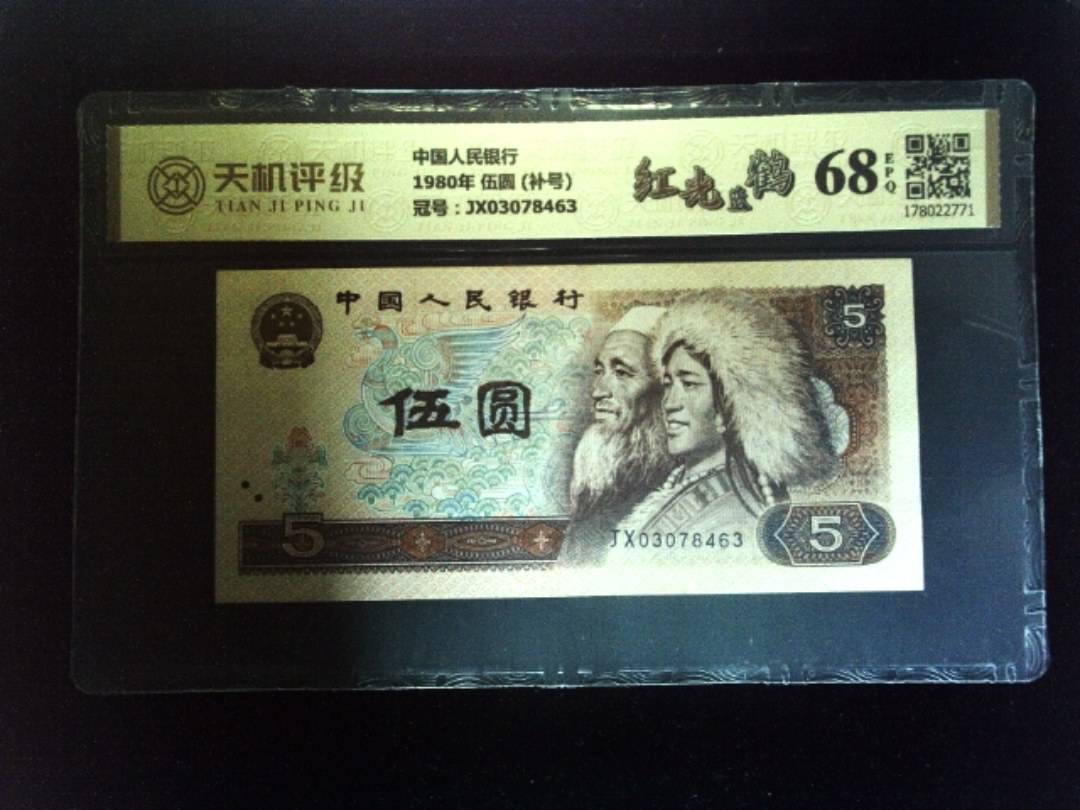 天机评级
TIAN JI PING JI
中国人民银行
1980年 伍圆 (补号)
冠号：JX03078463
红光蓝鹤
68
EPQ
178022771
中国人民银行
5
伍圆
5
JX03078463
5